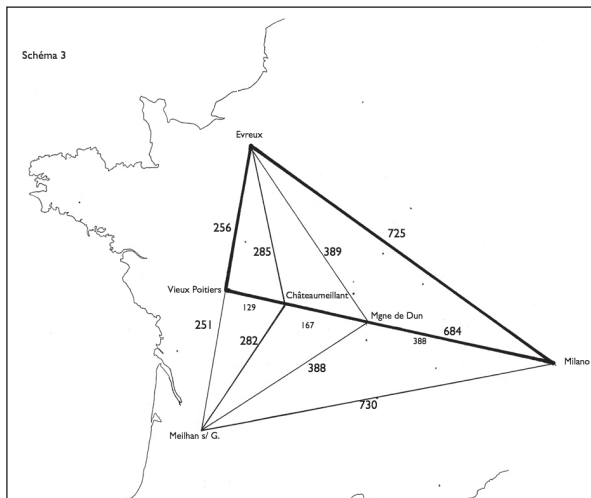 Schéma 3
Evreux
256
285
389
725
Vieux Poitiers
Châteaumeillant
129
167
Mgne de Dun
684
388
251
282
388
Milano
730
Meilhan s/ G.